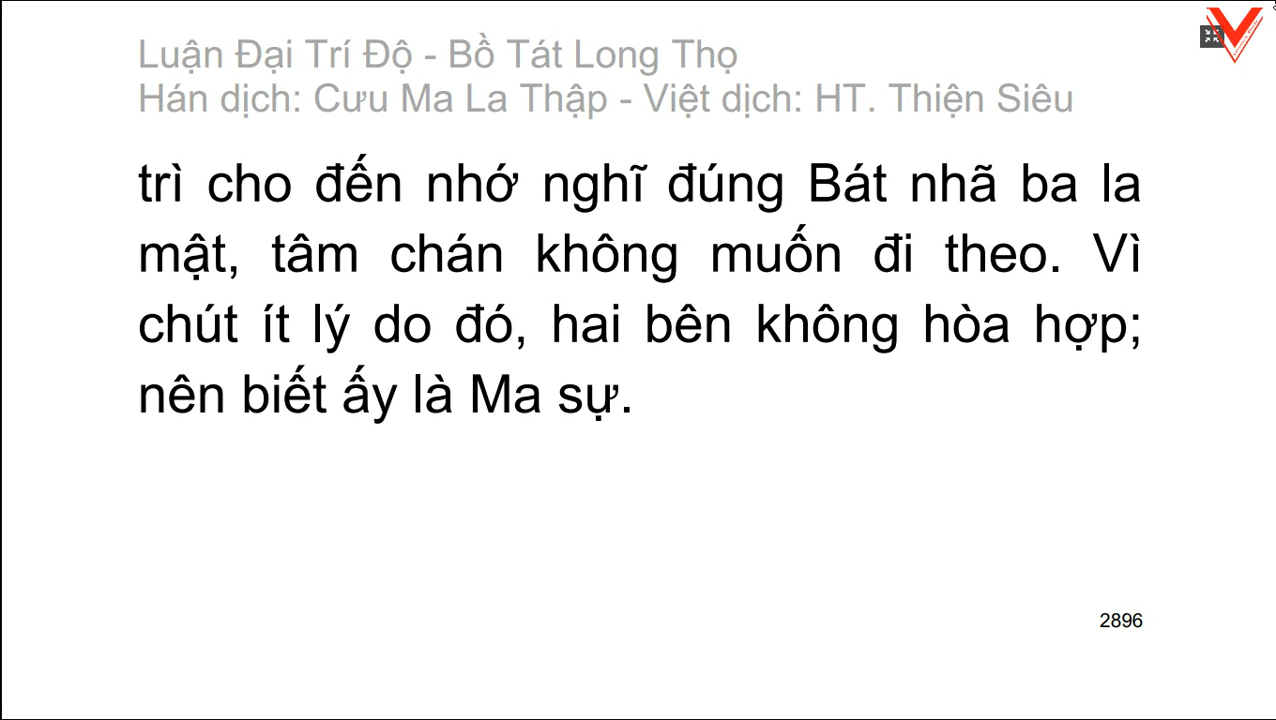 Luận Đại Trí Độ - Bồ Tát Long Thọ
Hán dịch: Cưu Ma La Thập - Việt dịch: HT. Thiện Siêu
trì cho đến nhớ nghĩ đúng Bát nhã ba la
mật, tâm chán không muốn đi theo. Vì
chút ít lý do đó, hai bên không hòa hợp;
nên biết ấy là Ma sự.
2896